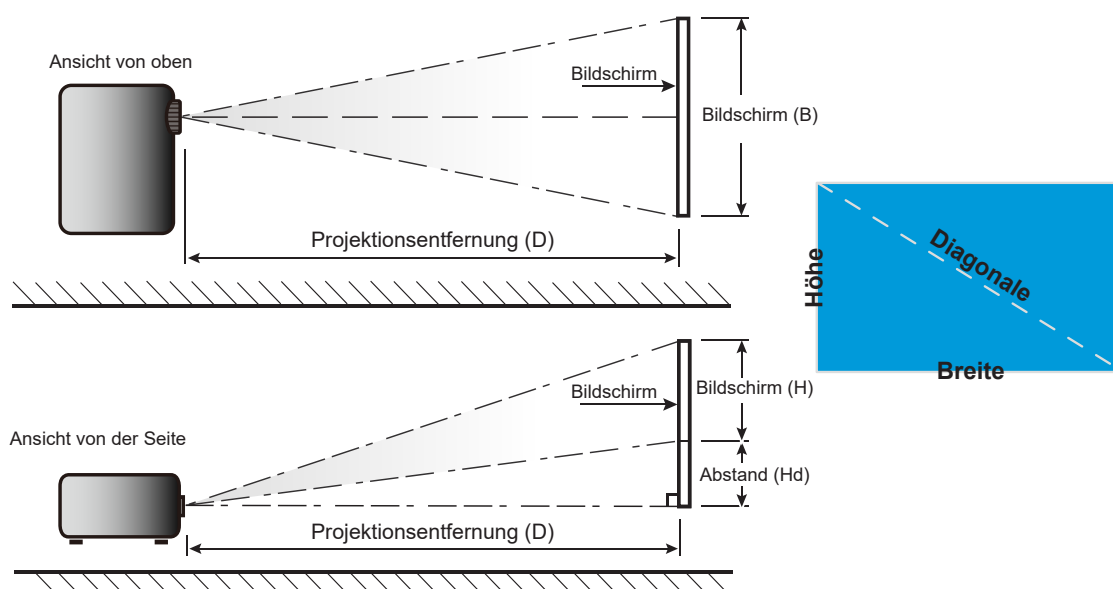 Ansicht von oben
Bildschirm
Bildschirm (B)
Projektionsentfernung (D)
Höhe
Diagonale
Breite
Ansicht von der Seite
Bildschirm
Bildschirm (H)
Abstand (Hd)
Projektionsentfernung (D)